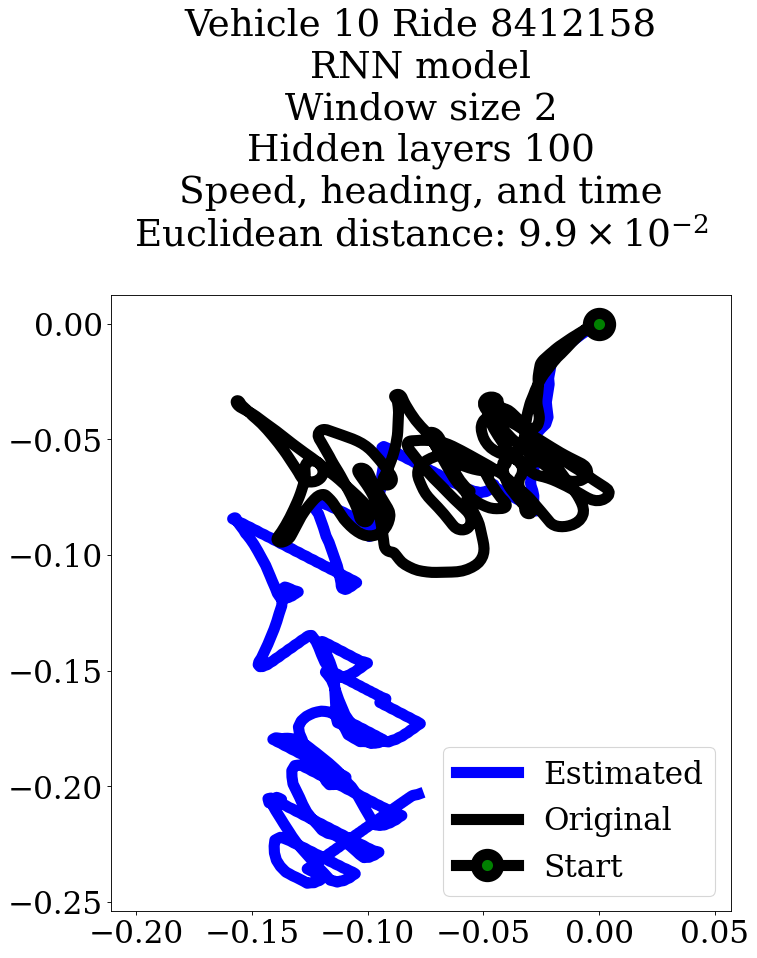 Vehicle 10 Ride 8412158
RNN model
Window size 2
Hidden layers 100
Speed, heading, and time
Euclidean distance: 9.9 × 10⁻²
0.00
−0.05
−0.10
−0.15
−0.20
−0.25
Estimated
Original
Start
−0.20 −0.15 −0.10 −0.05 0.00 0.05